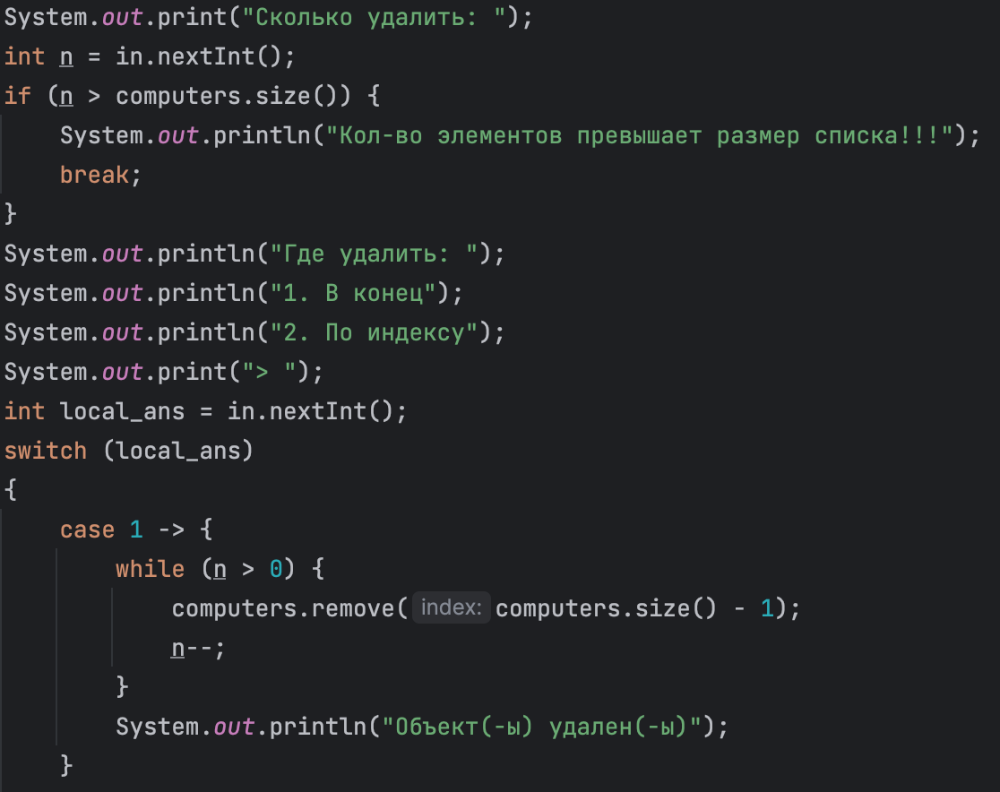 System.out.print("Сколько удалить: ");
int n = in.nextInt();
if (n > computers.size()) {
    System.out.println("Кол-во элементов превышает размер списка!!!");
    break;
}
System.out.println("Где удалить: ");
System.out.println("1. В конец");
System.out.println("2. По индексу");
System.out.print("> ");
int local_ans = in.nextInt();
switch (local_ans)
{
    case 1 -> {
        while (n > 0) {
            computers.remove( index: computers.size() - 1);
            n--;
        }
        System.out.println("Объект(-ы) удален(-ы)");
    }